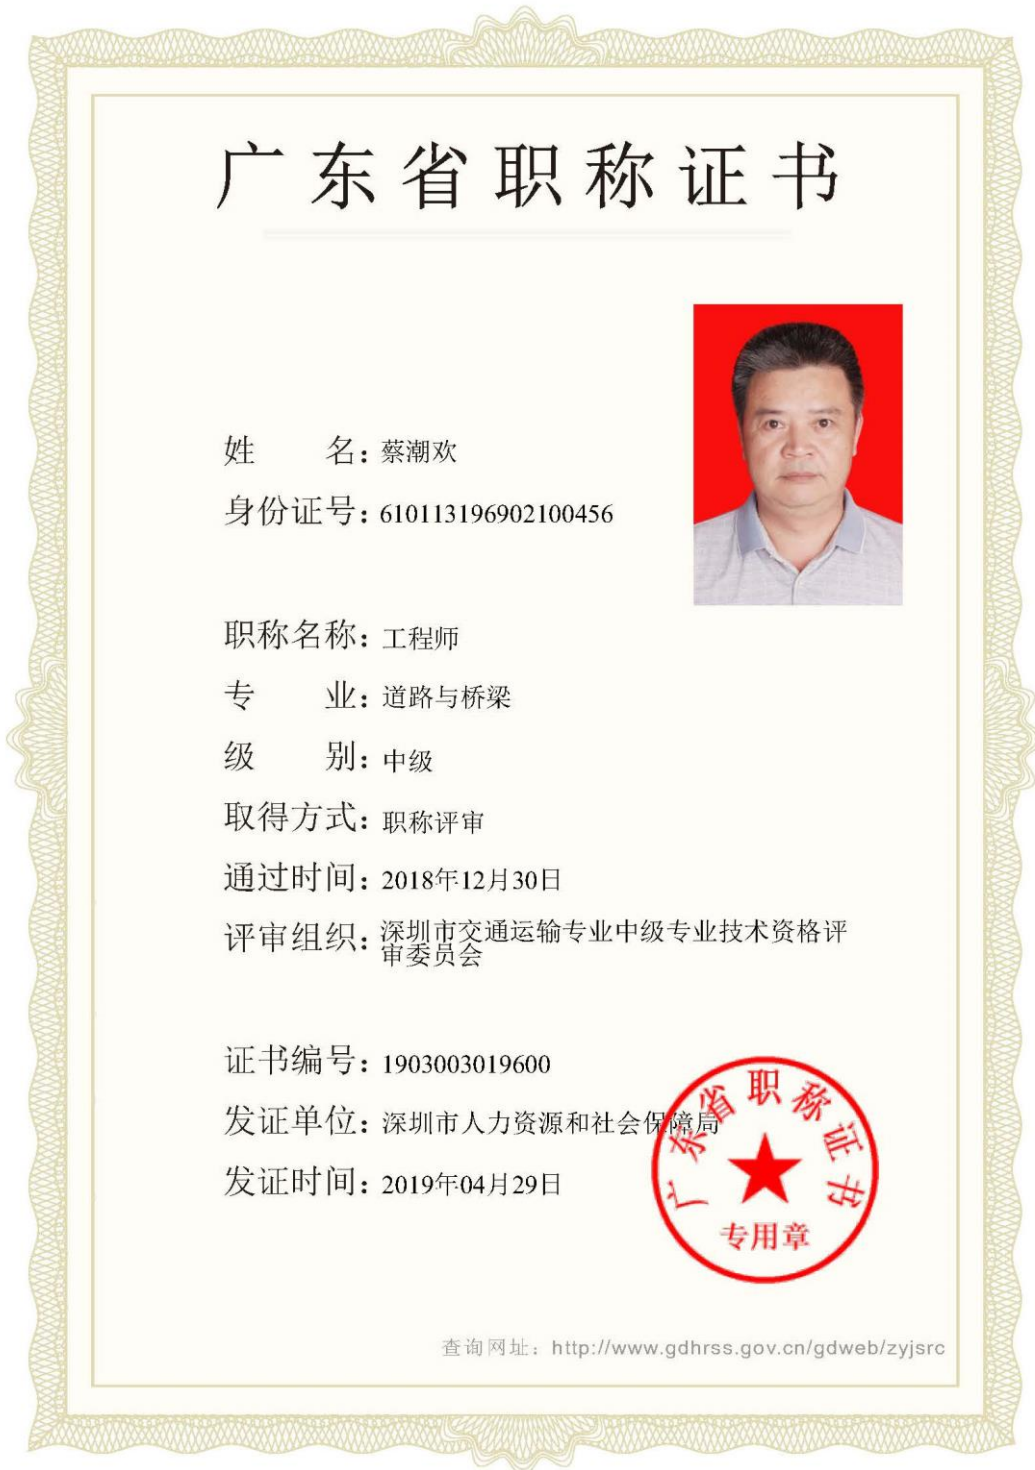 广东省职称证书
姓 名：蔡潮欢
身份证号：610113196902100456
职称名称：工程师
专 业：道路与桥梁
级 别：中级
取得方式：职称评审
通过时间：2018年12月30日
评审组织：深圳市交通运输专业中级专业技术资格评
审委员会
证书编号：1903003019600
发证单位：深圳市人力资源和社会保障局
发证时间：2019年04月29日
广东省职称证书
专用章
查询网址：http://www.gdhrss.gov.cn/gdweb/zyjsrc